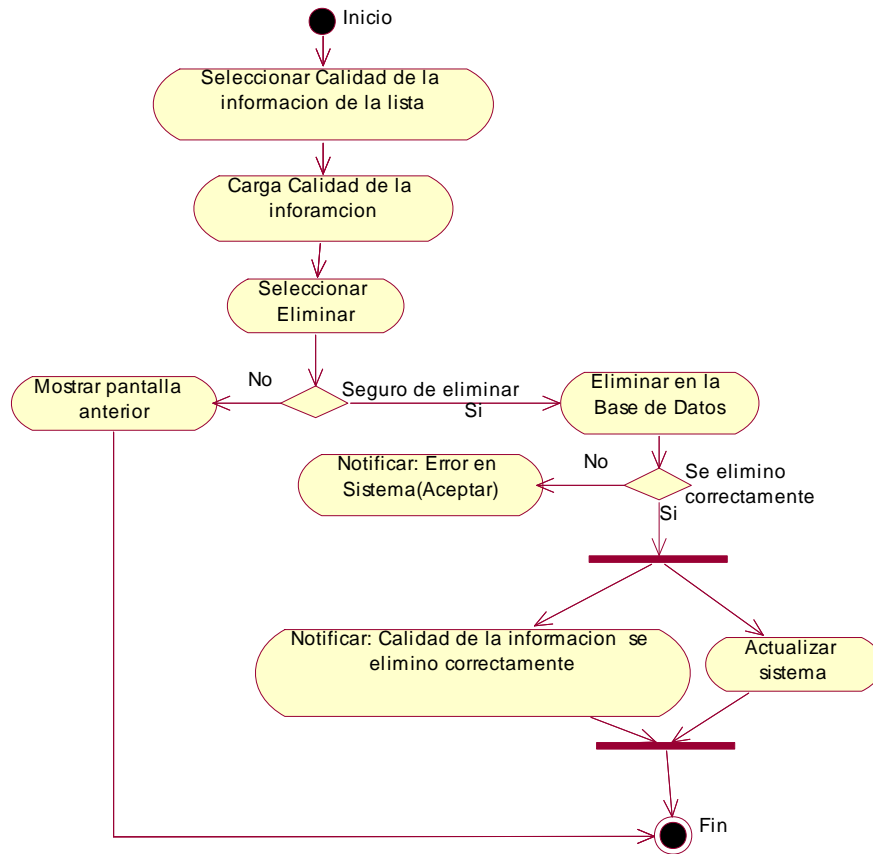 Inicio
Seleccionar Calidad de la
informacion de la lista
Carga Calidad de la
inforamcion
Seleccionar
Eliminar
No
Seguro de eliminar
Si
Mostrar pantalla
anterior
Eliminar en la
Base de Datos
Notificar: Error en
Sistema(Aceptar)
No
Se elimino
correctamente
Si
Notificar: Calidad de la informacion se
elimino correctamente
Actualizar
sistema
Fin